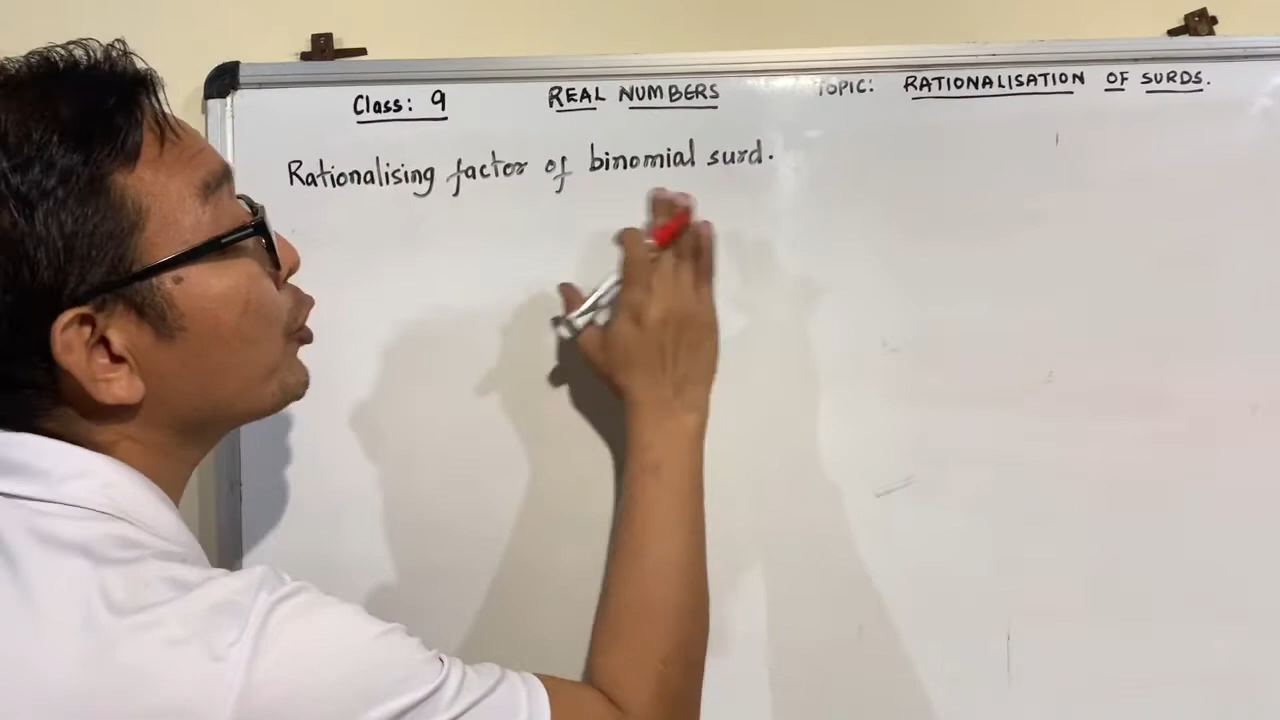 Class: 9 REAL NUMBERS TOPIC: RATIONALISATION OF SURDS.
Rationalising factor of binomial surd.